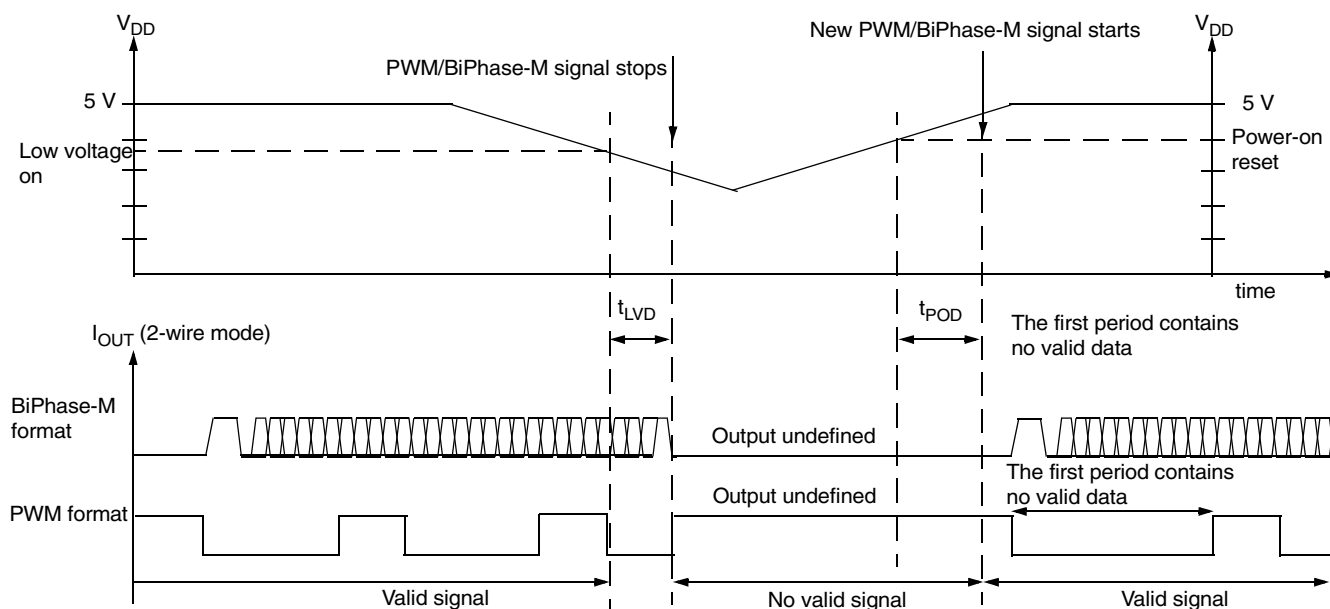 V_DD
New PWM/BiPhase-M signal starts
V_DD
PWM/BiPhase-M signal stops
5 V
5 V
Low voltage
on
Power-on
reset
time
t_LVD
t_POD
The first period contains
no valid data
I_OUT (2-wire mode)
BiPhase-M
format
Output undefined
The first period contains
no valid data
Output undefined
PWM format
Valid signal
No valid signal
Valid signal